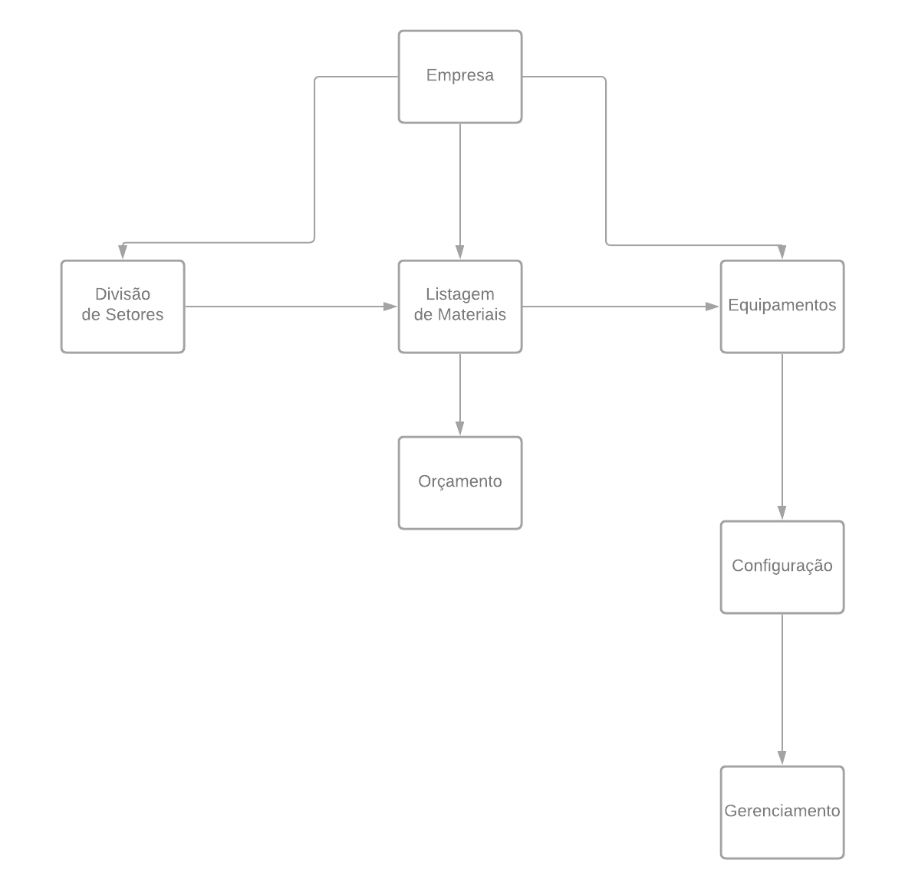 Empresa
Divisão
de Setores
Listagem
de Materiais
Equipamentos
Orçamento
Configuração
Gerenciamento